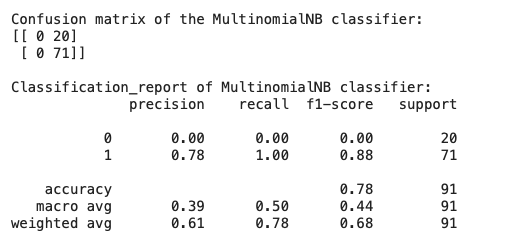 Confusion matrix of the MultinomialNB classifier:
[[ 0 20]
 [ 0 71]]
Classification_report of MultinomialNB classifier:
precision recall f1-score support
0 0.00 0.00 0.00 20
1 0.78 1.00 0.88 71
accuracy 0.78 91
macro avg 0.39 0.50 0.44 91
weighted avg 0.61 0.78 0.68 91